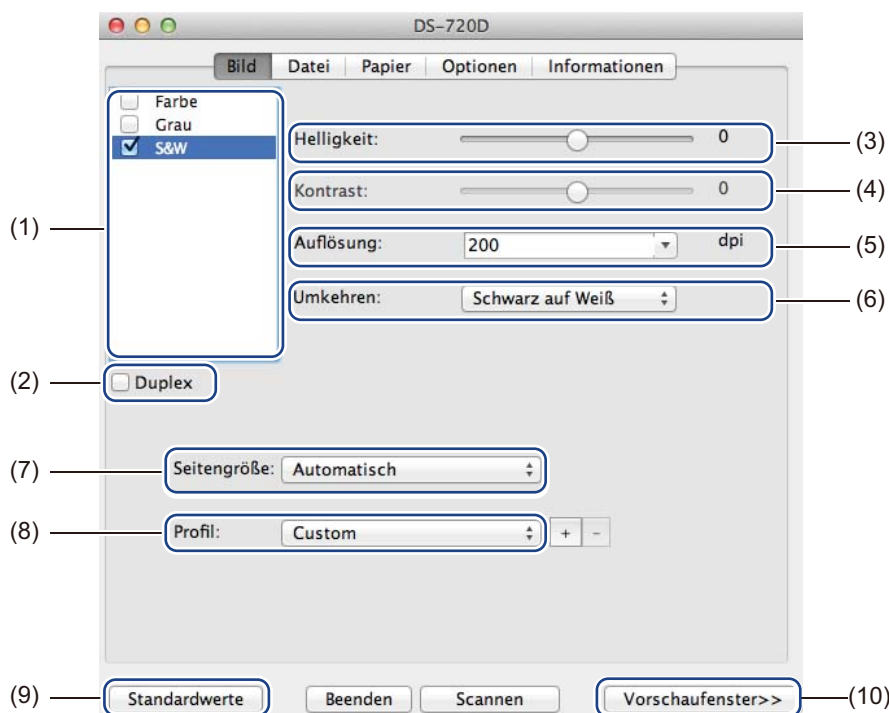 DS-720D
Bild Datei Papier Optionen Informationen
Farbe
Grau
S&W
Helligkeit: 0
(3)
Kontrast: 0
(4)
(1)
Auflösung: 200 dpi
(5)
Umkehren: Schwarz auf Weiß
(6)
(2)
Duplex
(7)
Seitengröße: Automatisch
(8)
Profil: Custom + -
(9)
Standardwerte Beenden Scannen Vorschaufenster>>
(10)